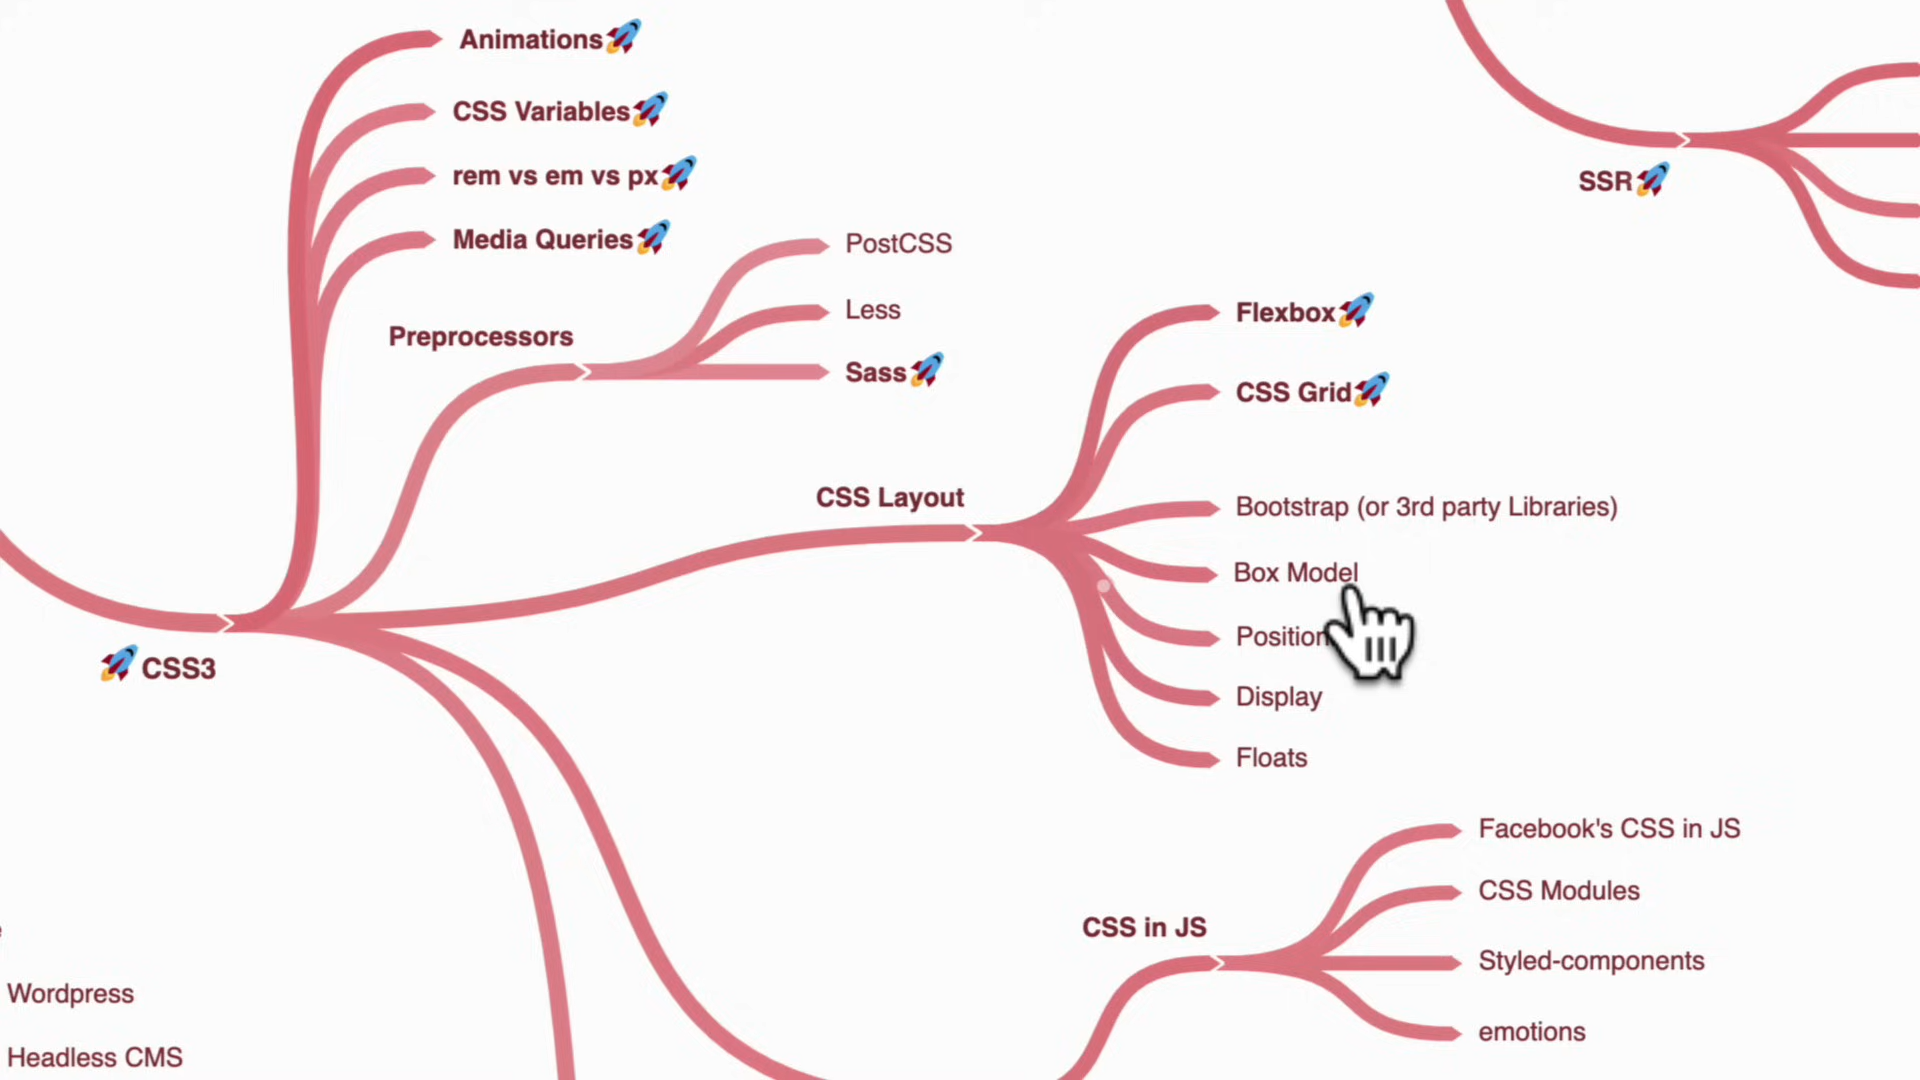 Animations🚀
CSS Variables🚀
rem vs em vs px🚀
Media Queries🚀
SSR🚀
Preprocessors
PostCSS
Less
Sass🚀
CSS Layout
Flexbox🚀
CSS Grid🚀
Bootstrap (or 3rd party Libraries)
Box Model
Position
Display
Floats
🚀CSS3
CSS in JS
Facebook's CSS in JS
CSS Modules
Styled-components
emotions
Wordpress
Headless CMS